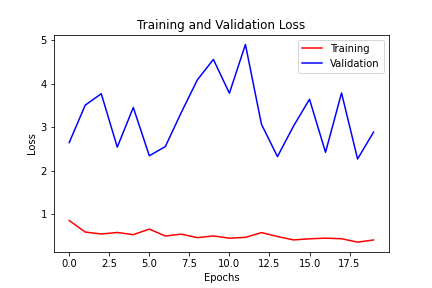 Training and Validation Loss
Training
Validation
Loss
5
4
3
2
1
0.0 2.5 5.0 7.5 10.0 12.5 15.0 17.5
Epochs